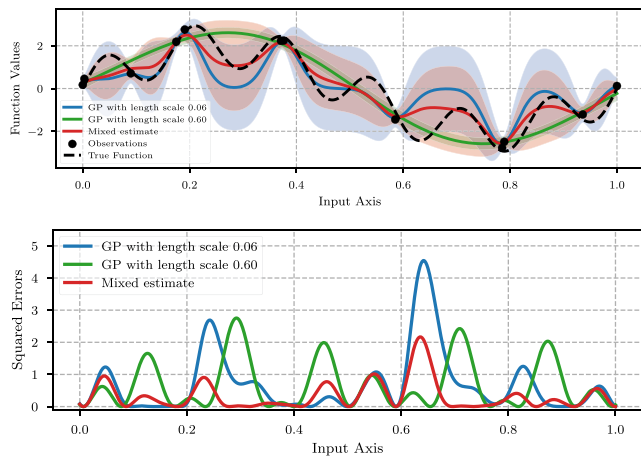 2
0
−2
Function Values
GP with length scale 0.06
GP with length scale 0.60
Mixed estimate
Observations
True Function
0.0 0.2 0.4 0.6 0.8 1.0
Input Axis
5
4
3
2
1
0
Squared Errors
GP with length scale 0.06
GP with length scale 0.60
Mixed estimate
0.0 0.2 0.4 0.6 0.8 1.0
Input Axis